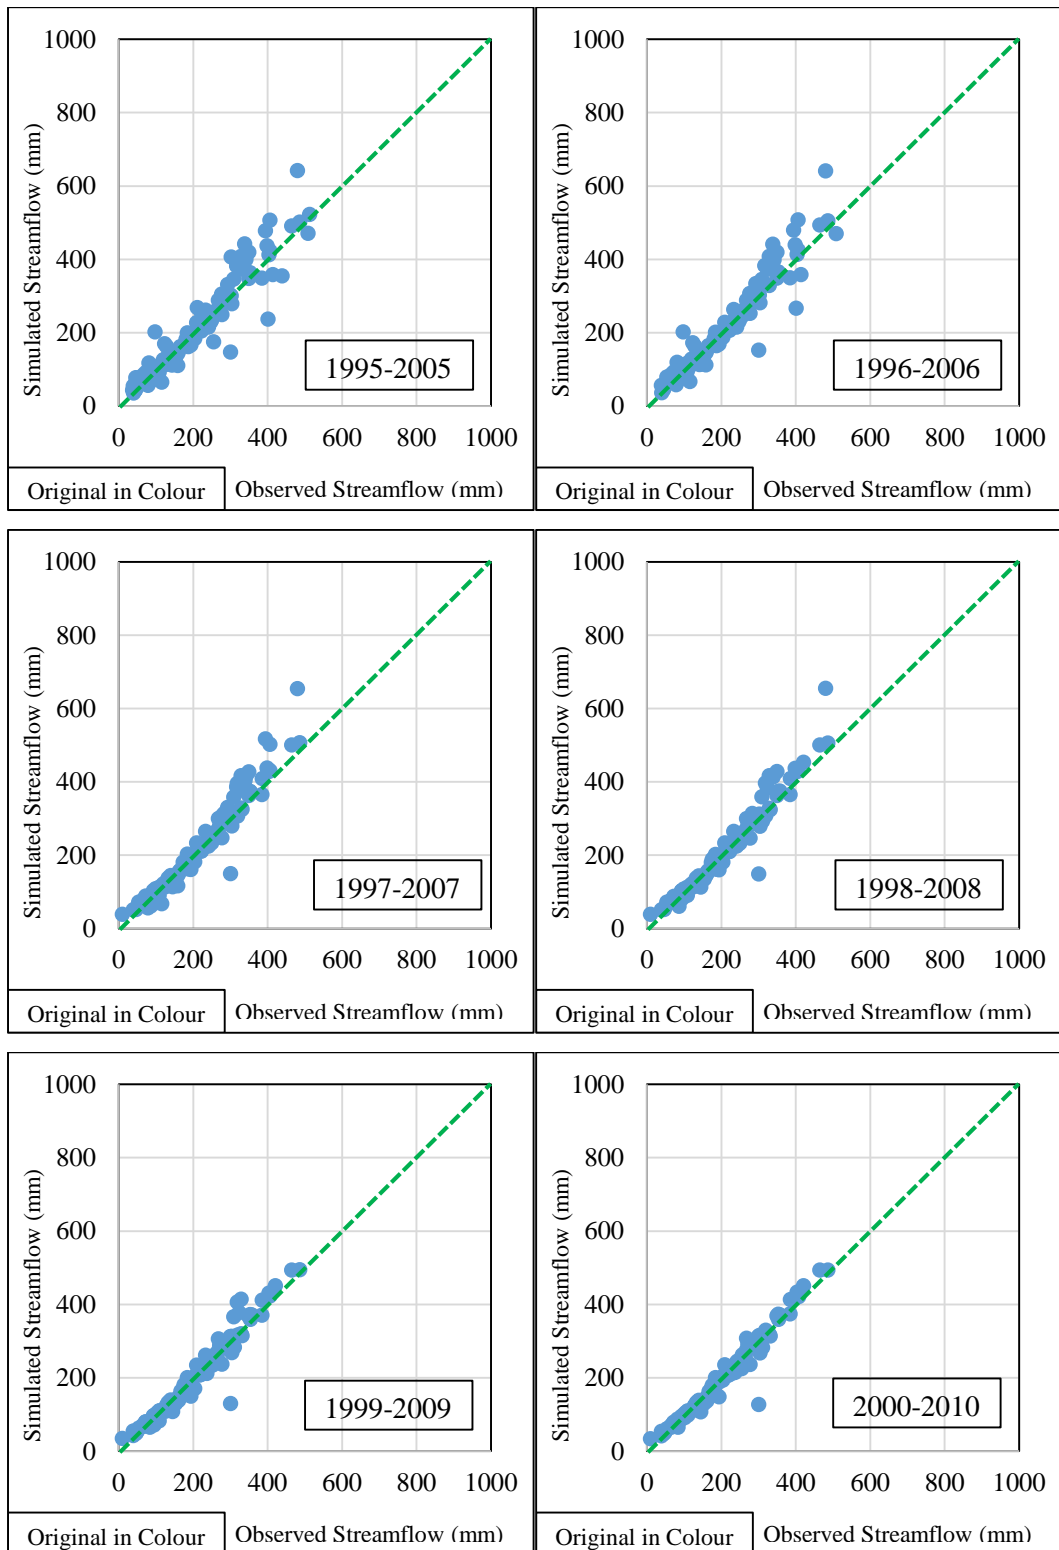 1000
800
600
400
200
0
Simulated Streamflow (mm)
1995-2005
0 200 400 600 800 1000
Original in Colour
Observed Streamflow (mm)
1000
800
600
400
200
0
Simulated Streamflow (mm)
1996-2006
0 200 400 600 800 1000
Original in Colour
Observed Streamflow (mm)
1000
800
600
400
200
0
Simulated Streamflow (mm)
1997-2007
0 200 400 600 800 1000
Original in Colour
Observed Streamflow (mm)
1000
800
600
400
200
0
Simulated Streamflow (mm)
1998-2008
0 200 400 600 800 1000
Original in Colour
Observed Streamflow (mm)
1000
800
600
400
200
0
Simulated Streamflow (mm)
1999-2009
0 200 400 600 800 1000
Original in Colour
Observed Streamflow (mm)
1000
800
600
400
200
0
Simulated Streamflow (mm)
2000-2010
0 200 400 600 800 1000
Original in Colour
Observed Streamflow (mm)